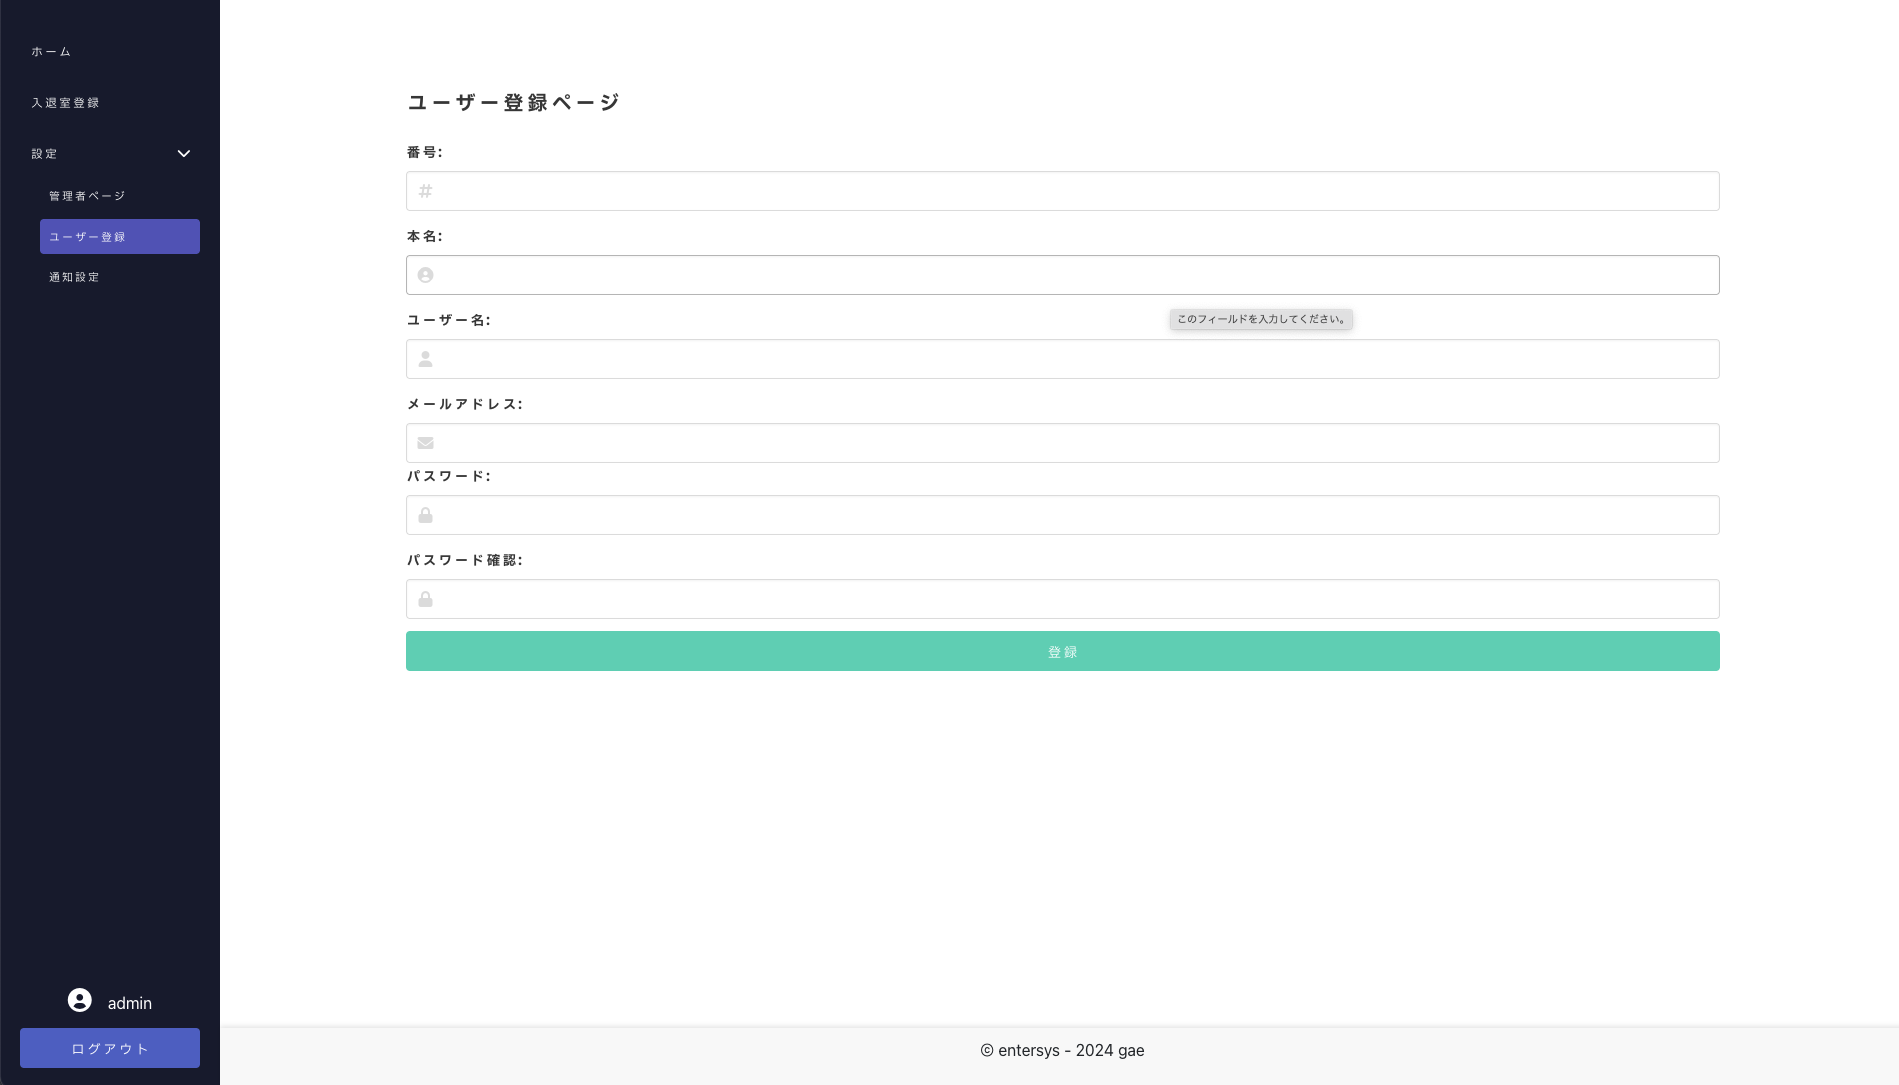 ホーム
入退室登録
設定
管理者ページ
ユーザー登録
通知設定
admin
ログアウト
ユーザー登録ページ
番号:
#
本名:
このフィールドを入力してください。
ユーザー名:
メールアドレス:
パスワード:
パスワード確認:
登録
© entersys - 2024 gae